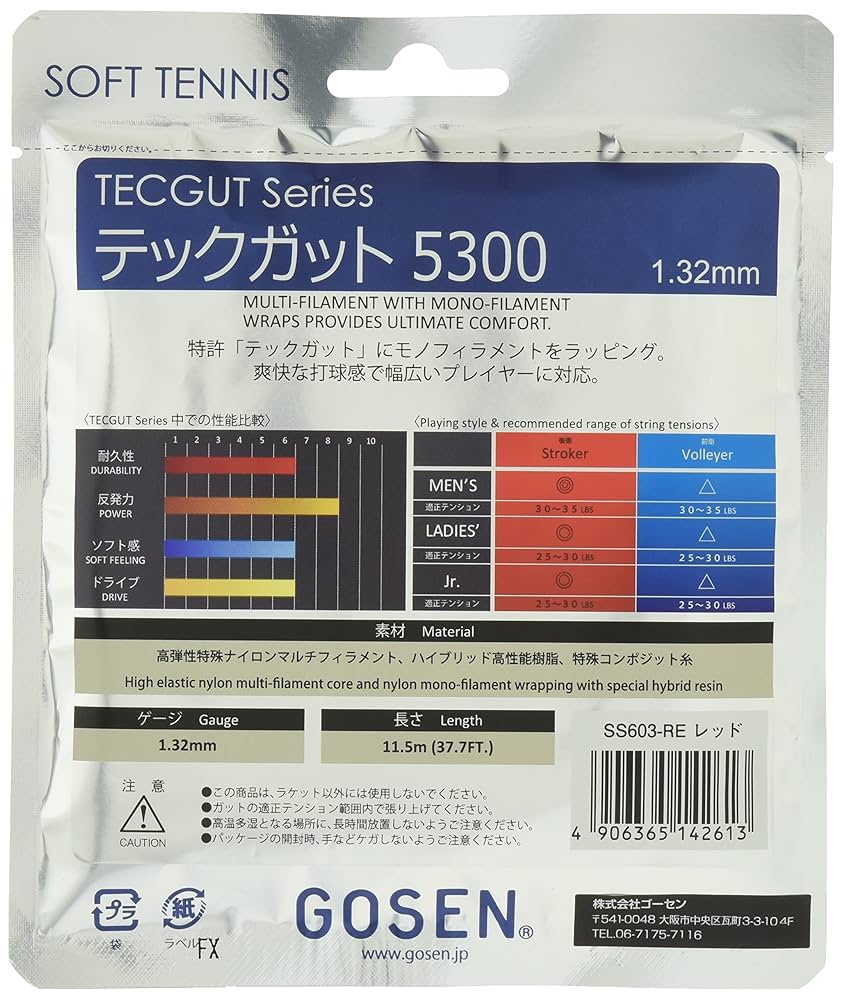 SOFT TENNIS
ここからお切りください。
TECGUT Series
テックガット 5300
1.32mm
MULTI-FILAMENT WITH MONO-FILAMENT
WRAPS PROVIDES ULTIMATE COMFORT.
特許「テックガット」にモノフィラメントをラッピング。
爽快な打球感で幅広いプレイヤーに対応。
〈TECGUT Series 中での性能比較〉
1 2 3 4 5 6 7 8 9 10
耐久性
DURABILITY
反発力
POWER
ソフト感
SOFT FEELING
ドライブ
DRIVE
〈Playing style & recommended range of string tensions〉
後衛 前衛
Stroker Volleyer
MEN'S ◎ △
適正テンション 30〜35 LBS 30〜35 LBS
LADIES' ◎ △
適正テンション 25〜30 LBS 25〜30 LBS
Jr. ◎ △
適正テンション 25〜30 LBS 25〜30 LBS
素材 Material
高弾性特殊ナイロンマルチフィラメント、ハイブリッド高性能樹脂、特殊コンポジット糸
High elastic nylon multi-filament core and nylon mono-filament wrapping with special hybrid resin
ゲージ Gauge
1.32mm
長さ Length
11.5m (37.7FT.)
SS603-RE レッド
4 906365 142613
注 意
CAUTION
●この商品は、ラケット以外には使用しないでください。
●ガットの適正テンション範囲内で張り上げてください。
●高温多湿となる場所に、長時間放置しないようご注意ください。
●パッケージの開封時、手などケガしないようご注意ください。
プラ
袋
紙
ラベル
FX
GOSEN®
www.gosen.jp
株式会社ゴーセン
〒541-0048 大阪市中央区瓦町3-3-10 4F
TEL.06-7175-7116